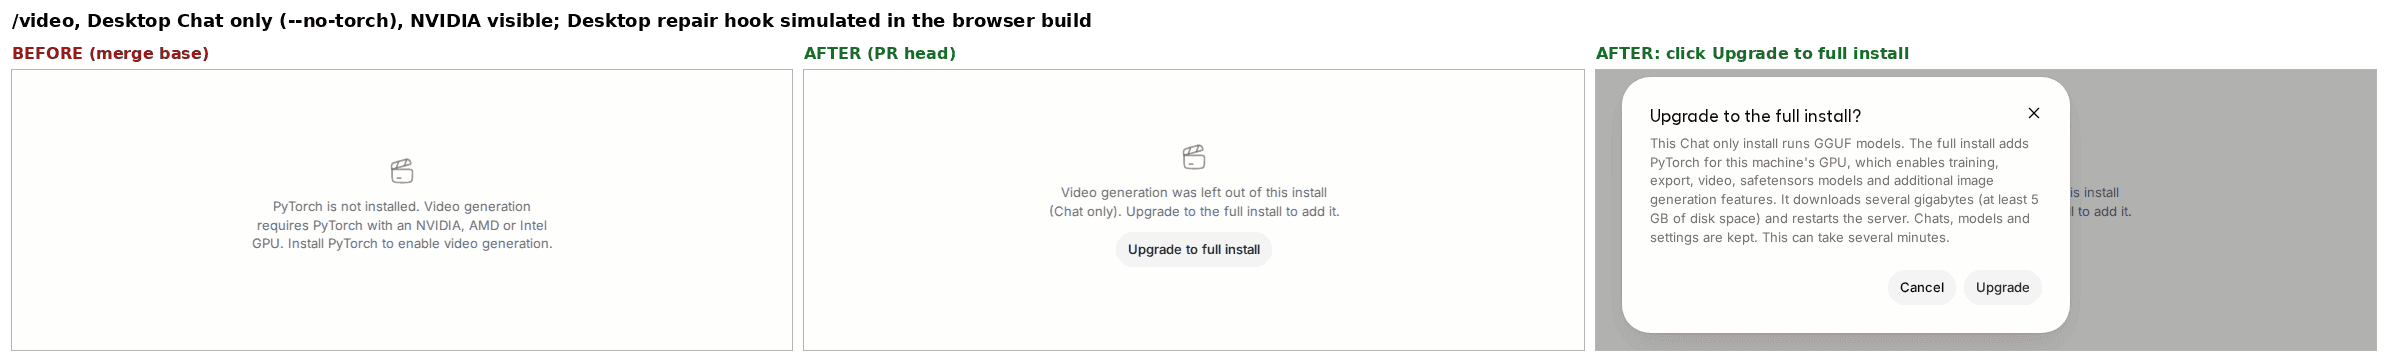 /video, Desktop Chat only (--no-torch), NVIDIA visible; Desktop repair hook simulated in the browser build
BEFORE (merge base)
PyTorch is not installed. Video generation
requires PyTorch with an NVIDIA, AMD or Intel
GPU. Install PyTorch to enable video generation.
AFTER (PR head)
Video generation was left out of this install
(Chat only). Upgrade to the full install to add it.
Upgrade to full install
AFTER: click Upgrade to full install
Upgrade to the full install?
This Chat only install runs GGUF models. The full install adds
PyTorch for this machine's GPU, which enables training,
export, video, safetensors models and additional image
generation features. It downloads several gigabytes (at least 5
GB of disk space) and restarts the server. Chats, models and
settings are kept. This can take several minutes.
Cancel
Upgrade
is install
l to add it.